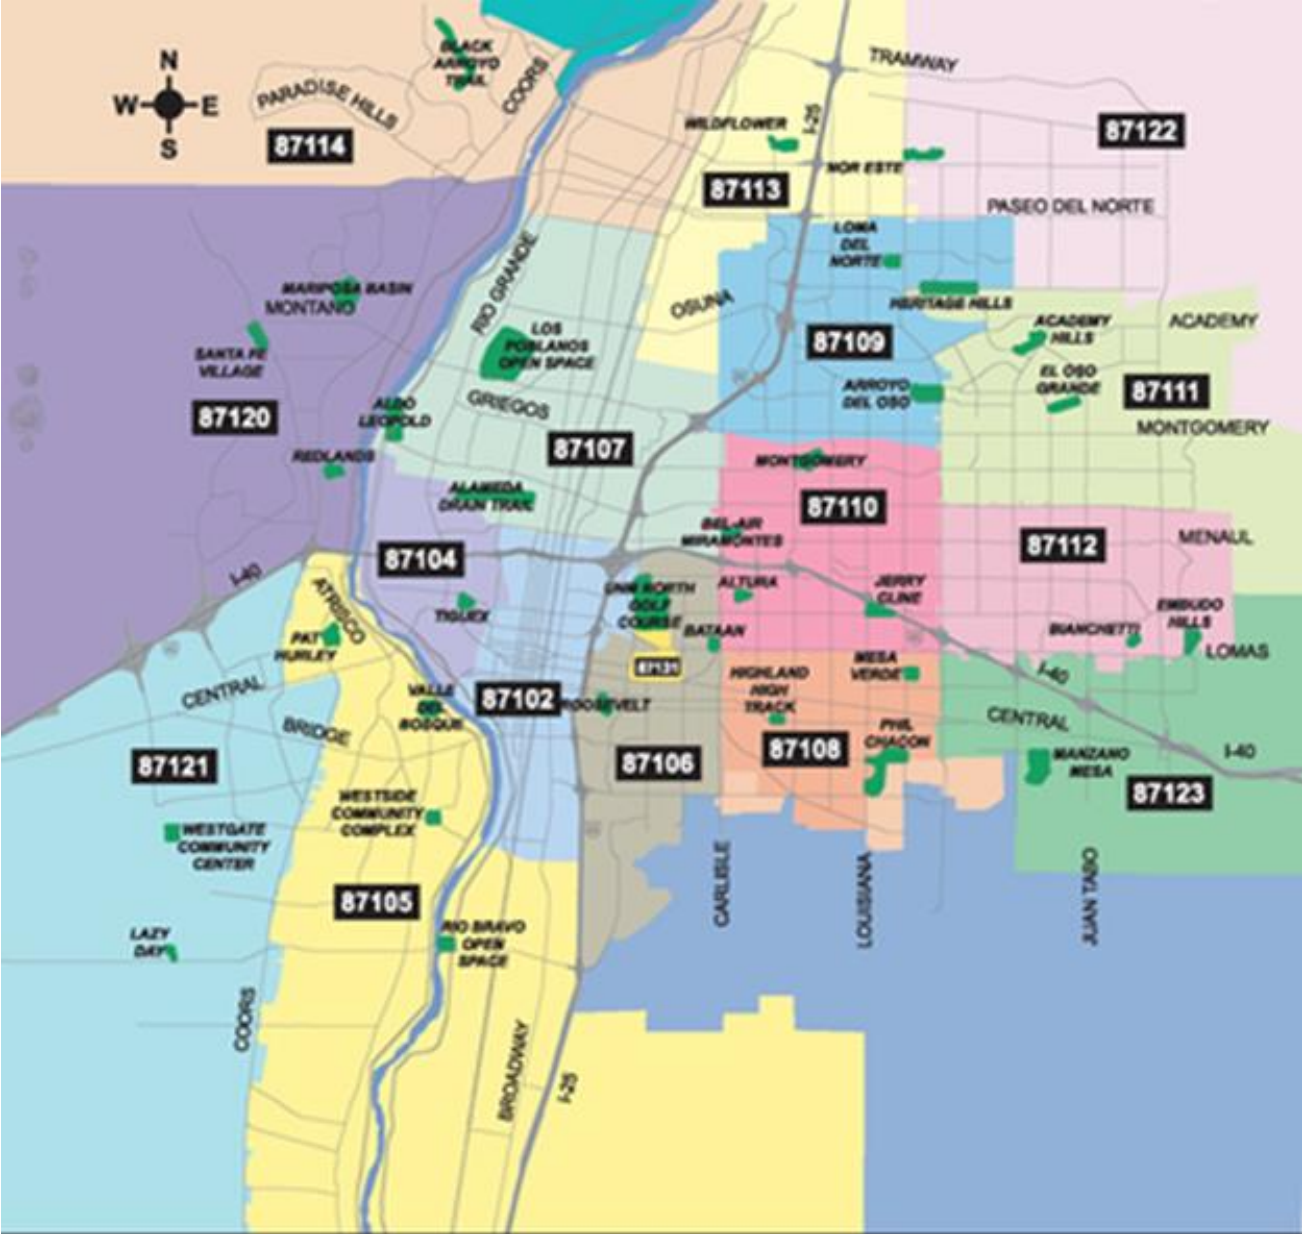 N
W
E
S
BLACK
ARROYO
TRAIL
COORS
PARADISE HILLS
87114
TRAMWAY
I-25
WILDFLOWER
87122
NOR ESTE
87113
PASEO DEL NORTE
LOMA
DEL
NORTE
RIO GRANDE
MARIPOSA BASIN
MONTANO
OSUNA
HERITAGE HILLS
ACADEMY
HILLS
ACADEMY
LOS
POBLANOS
OPEN SPACE
87109
SANTA FE
VILLAGE
EL OSO
GRANDE
87111
ARROYO
DEL OSO
87120
ALDO
LEOPOLD
GRIEGOS
MONTGOMERY
87107
REDLANDS
MONTGOMERY
ALAMEDA
DRAIN TRAIL
87110
BEL-AIR
MIRAMONTES
MENAUL
87112
87104
I-40
ATRISCO
UNM NORTH
GOLF
COURSE
ALTURA
JERRY
CLINE
TIGUEX
EMBUDO
HILLS
BIANCHETTI
BATAAN
PAT
HURLEY
LOMAS
87131
MESA
VERDE
I-40
HIGHLAND
HIGH
TRACK
CENTRAL
VALLE
DEL
BOSQUE
87102
ROOSEVELT
CENTRAL
BRIDGE
PHIL
CHACON
87108
I-40
MANZANO
MESA
87121
87106
87123
WESTSIDE
COMMUNITY
COMPLEX
WESTGATE
COMMUNITY
CENTER
CARLISLE
LOUISIANA
JUAN TABO
87105
LAZY
DAY
RIO BRAVO
OPEN
SPACE
COORS
BROADWAY
I-25